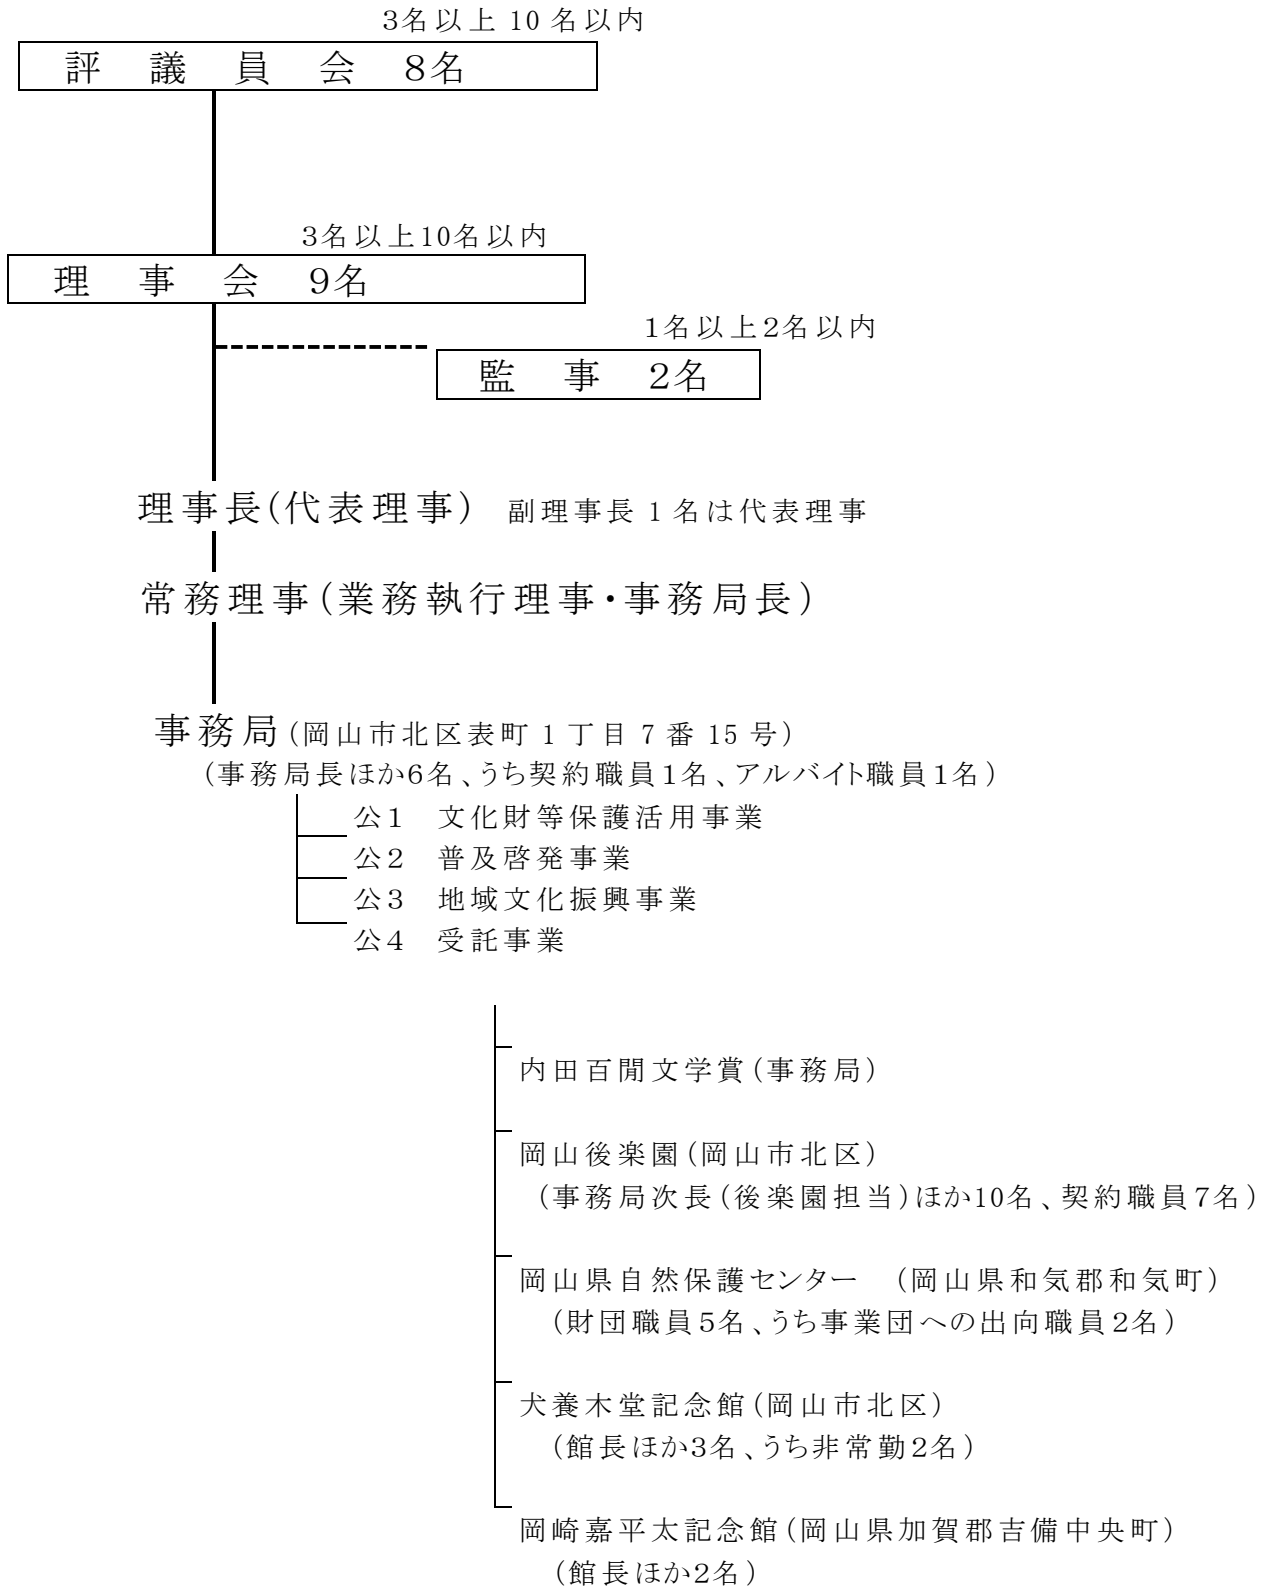 3名以上 10 名以内
評　議　員　会　8名
3名以上10名以内
理　事　会　9名
1名以上2名以内
監　事　2名
理事長(代表理事)　副理事長 1 名は代表理事
常務理事(業務執行理事・事務局長)
事務局(岡山市北区表町 1 丁目 7 番 15 号)
(事務局長ほか6名、うち契約職員1名、アルバイト職員1名)
公1　文化財等保護活用事業
公2　普及啓発事業
公3　地域文化振興事業
公4　受託事業
内田百閒文学賞(事務局)
岡山後楽園(岡山市北区)
(事務局次長(後楽園担当)ほか10名、契約職員7名)
岡山県自然保護センター　(岡山県和気郡和気町)
(財団職員5名、うち事業団への出向職員2名)
犬養木堂記念館(岡山市北区)
(館長ほか3名、うち非常勤2名)
岡崎嘉平太記念館(岡山県加賀郡吉備中央町)
(館長ほか2名)